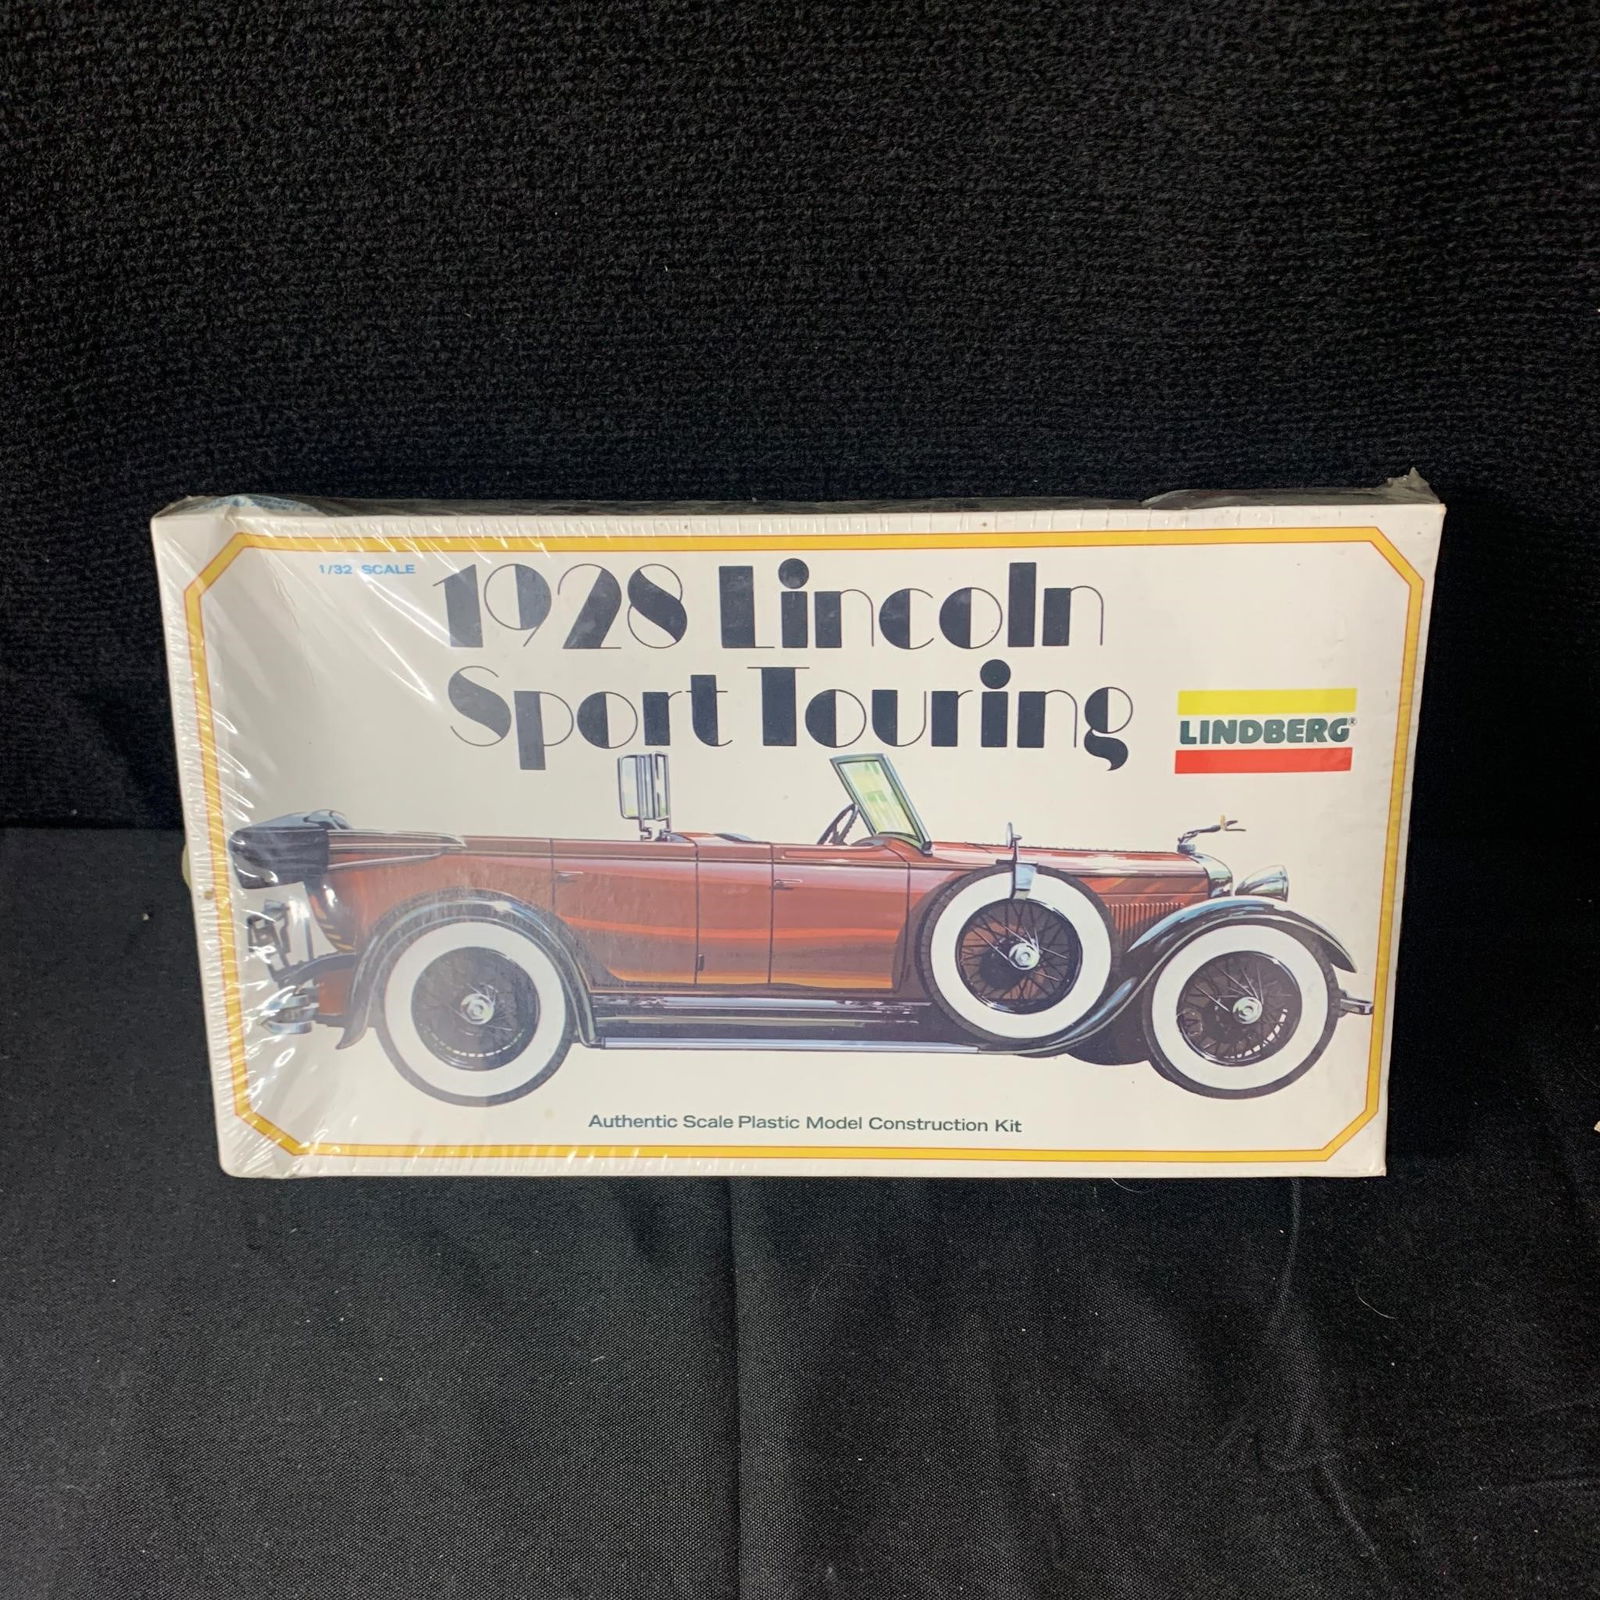 1/32 SCALE
1928 Lincoln
Sport Touring
LINDBERG®
Authentic Scale Plastic Model Construction Kit